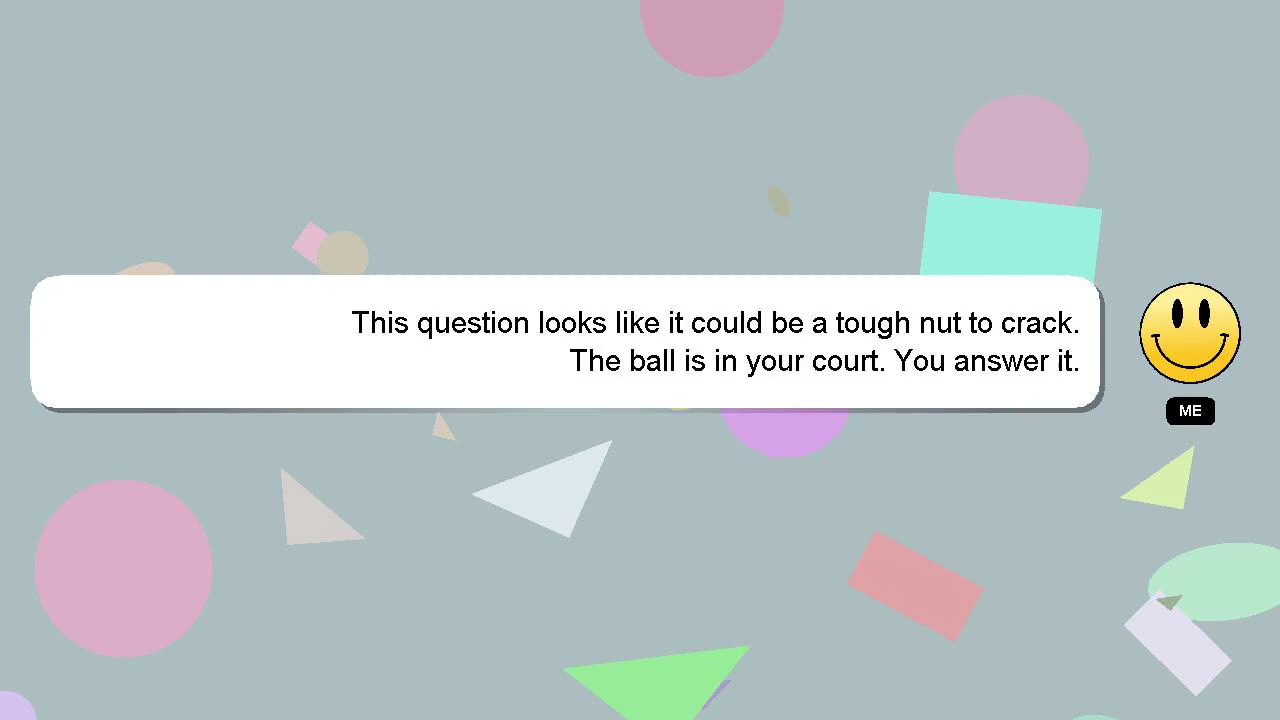 This question looks like it could be a tough nut to crack.
The ball is in your court. You answer it.
ME